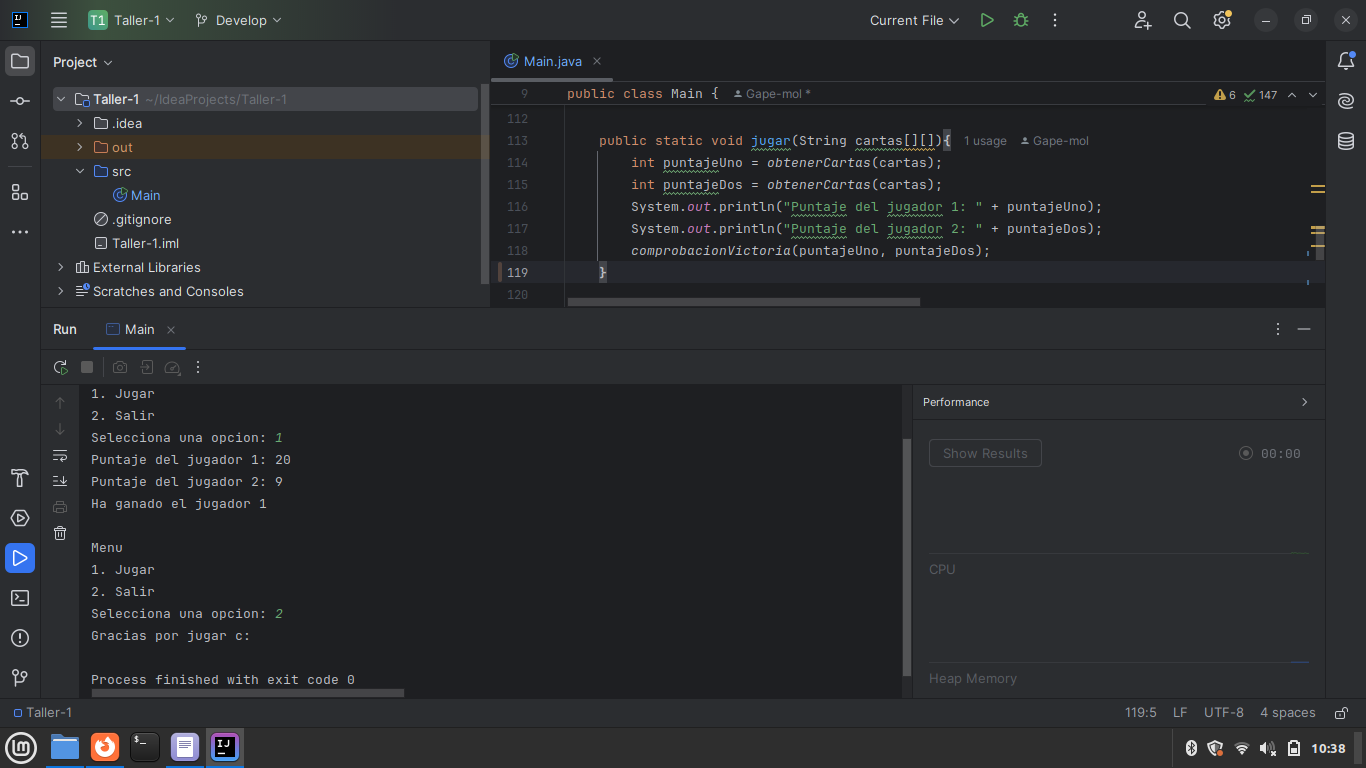 T1 Taller-1 Develop Current File
Project
Main.java
Taller-1 ~/IdeaProjects/Taller-1
.idea
out
src
Main
.gitignore
Taller-1.iml
External Libraries
Scratches and Consoles
9 public class Main { Gape-mol *
6 147
112
113 public static void jugar(String cartas[][]){ 1 usage Gape-mol
114 int puntajeUno = obtenerCartas(cartas);
115 int puntajeDos = obtenerCartas(cartas);
116 System.out.println("Puntaje del jugador 1: " + puntajeUno);
117 System.out.println("Puntaje del jugador 2: " + puntajeDos);
118 comprobacionVictoria(puntajeUno, puntajeDos);
119 }
120
Run Main
1. Jugar
2. Salir
Selecciona una opcion: 1
Puntaje del jugador 1: 20
Puntaje del jugador 2: 9
Ha ganado el jugador 1
Menu
1. Jugar
2. Salir
Selecciona una opcion: 2
Gracias por jugar c:
Process finished with exit code 0
Performance
Show Results 00:00
CPU
Heap Memory
Taller-1 119:5 LF UTF-8 4 spaces
10:38